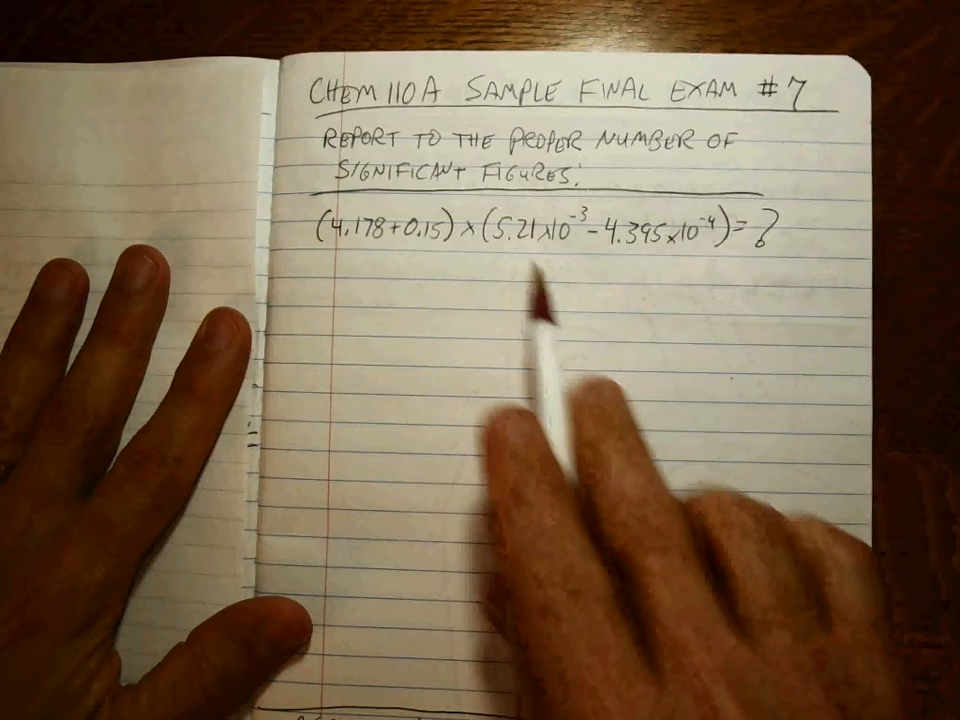 CHEM 110A SAMPLE FINAL EXAM #7
REPORT TO THE PROPER NUMBER OF
SIGNIFICANT FIGURES:
(4.178+0.15)×(5.21×10⁻³-4.395×10⁻⁴)=?